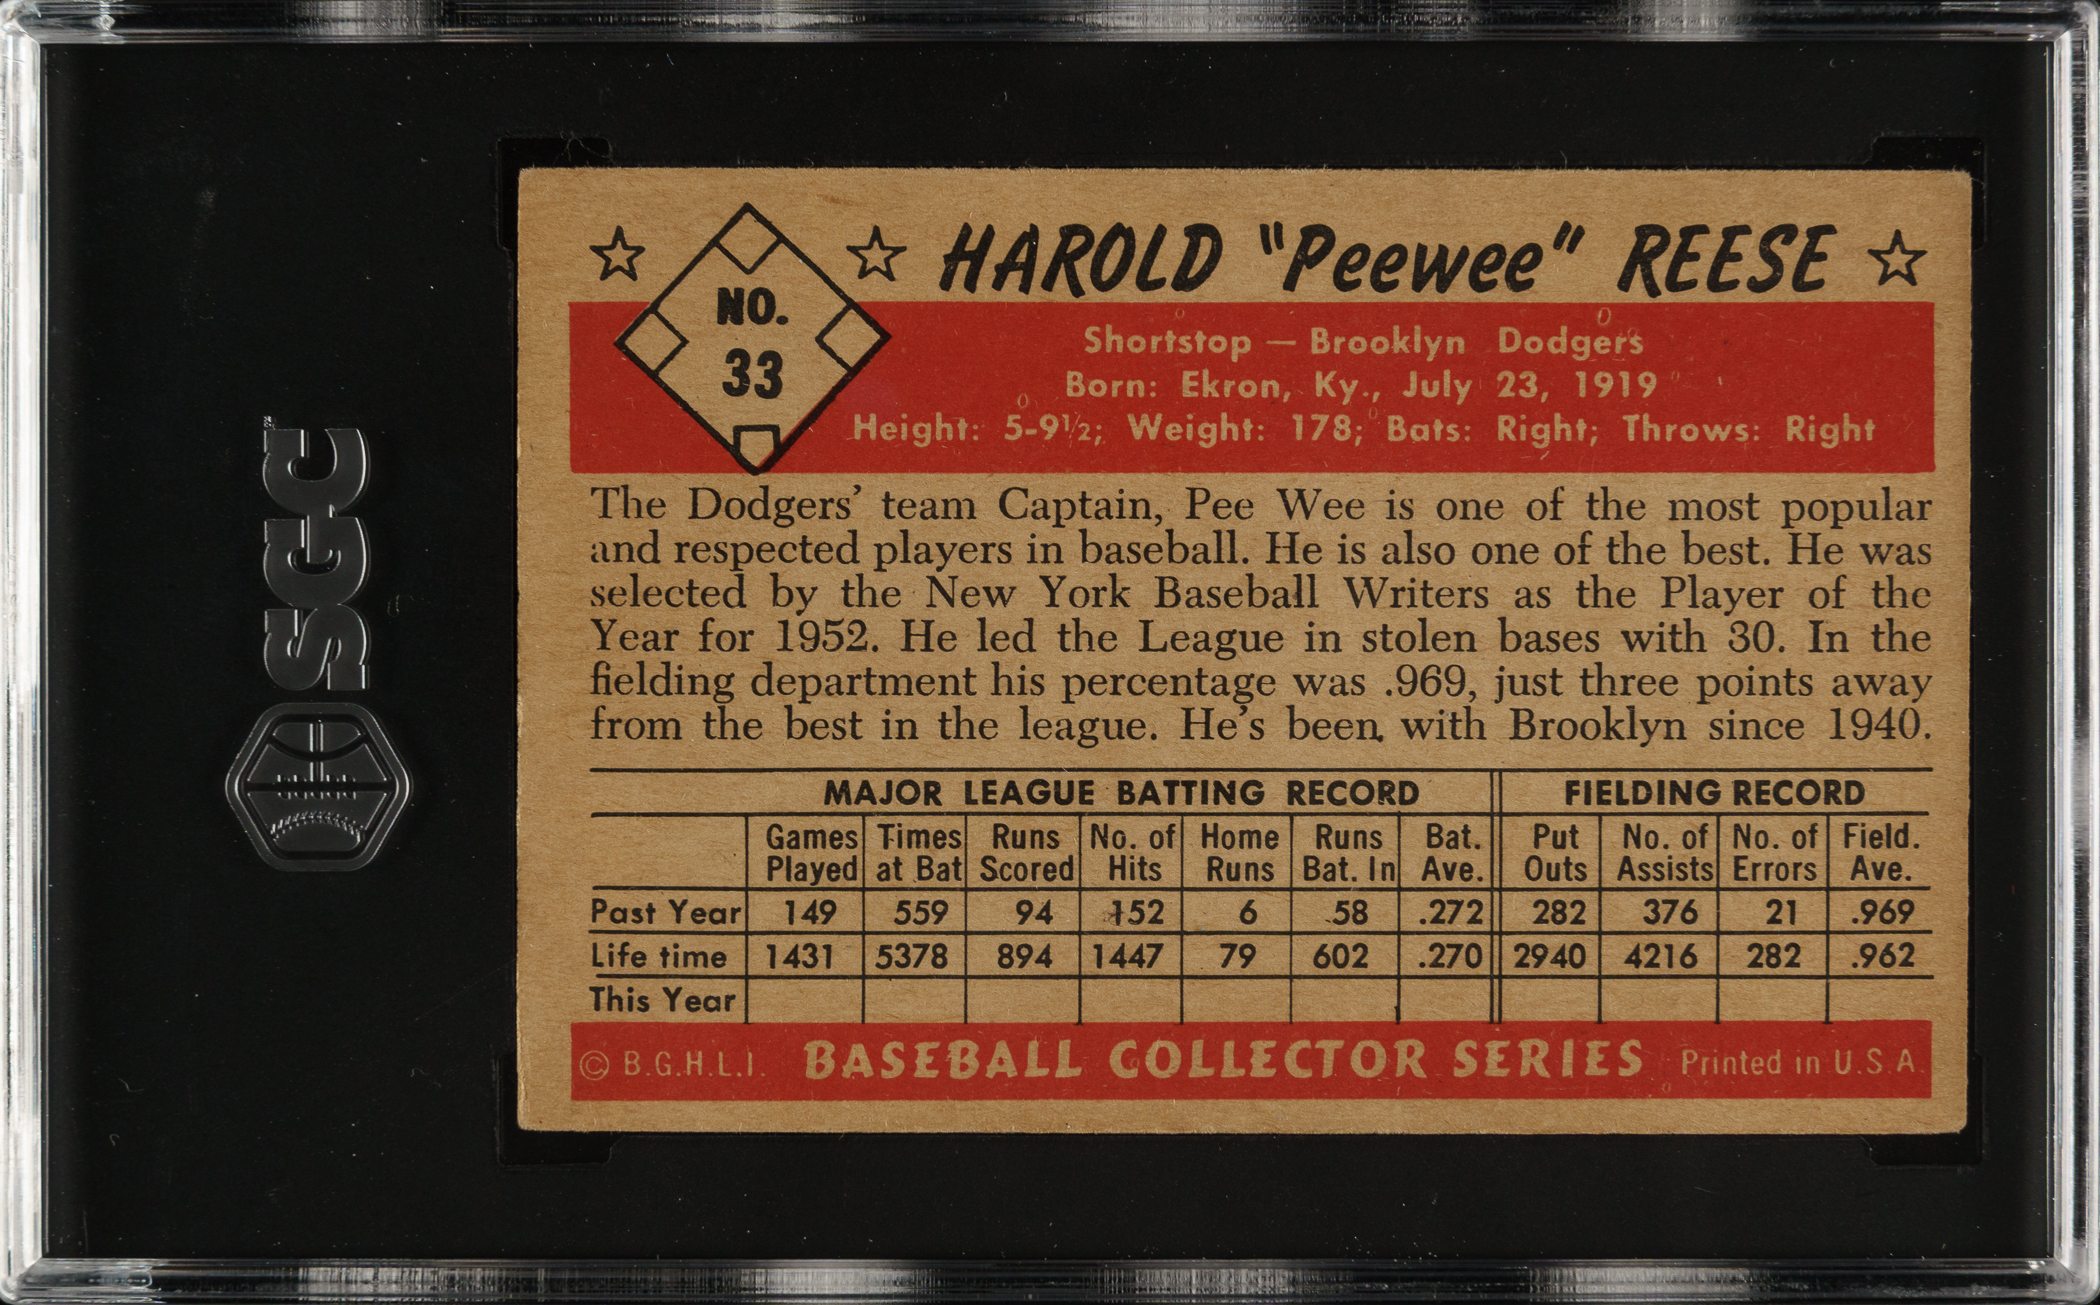 SGC
HAROLD "Peewee" REESE
NO.
33
Shortstop — Brooklyn Dodgers
Born: Ekron, Ky., July 23, 1919
Height: 5-9½; Weight: 178; Bats: Right; Throws: Right
The Dodgers' team Captain, Pee Wee is one of the most popular
and respected players in baseball. He is also one of the best. He was
selected by the New York Baseball Writers as the Player of the
Year for 1952. He led the League in stolen bases with 30. In the
fielding department his percentage was .969, just three points away
from the best in the league. He's been with Brooklyn since 1940.
MAJOR LEAGUE BATTING RECORD FIELDING RECORD
Games Times Runs No. of Home Runs Bat. Put No. of No. of Field.
Played at Bat Scored Hits Runs Bat. In Ave. Outs Assists Errors Ave.
Past Year 149 559 94 152 6 58 .272 282 376 21 .969
Life time 1431 5378 894 1447 79 602 .270 2940 4216 282 .962
This Year
© B.G.H.L.I. BASEBALL COLLECTOR SERIES Printed in U.S.A.